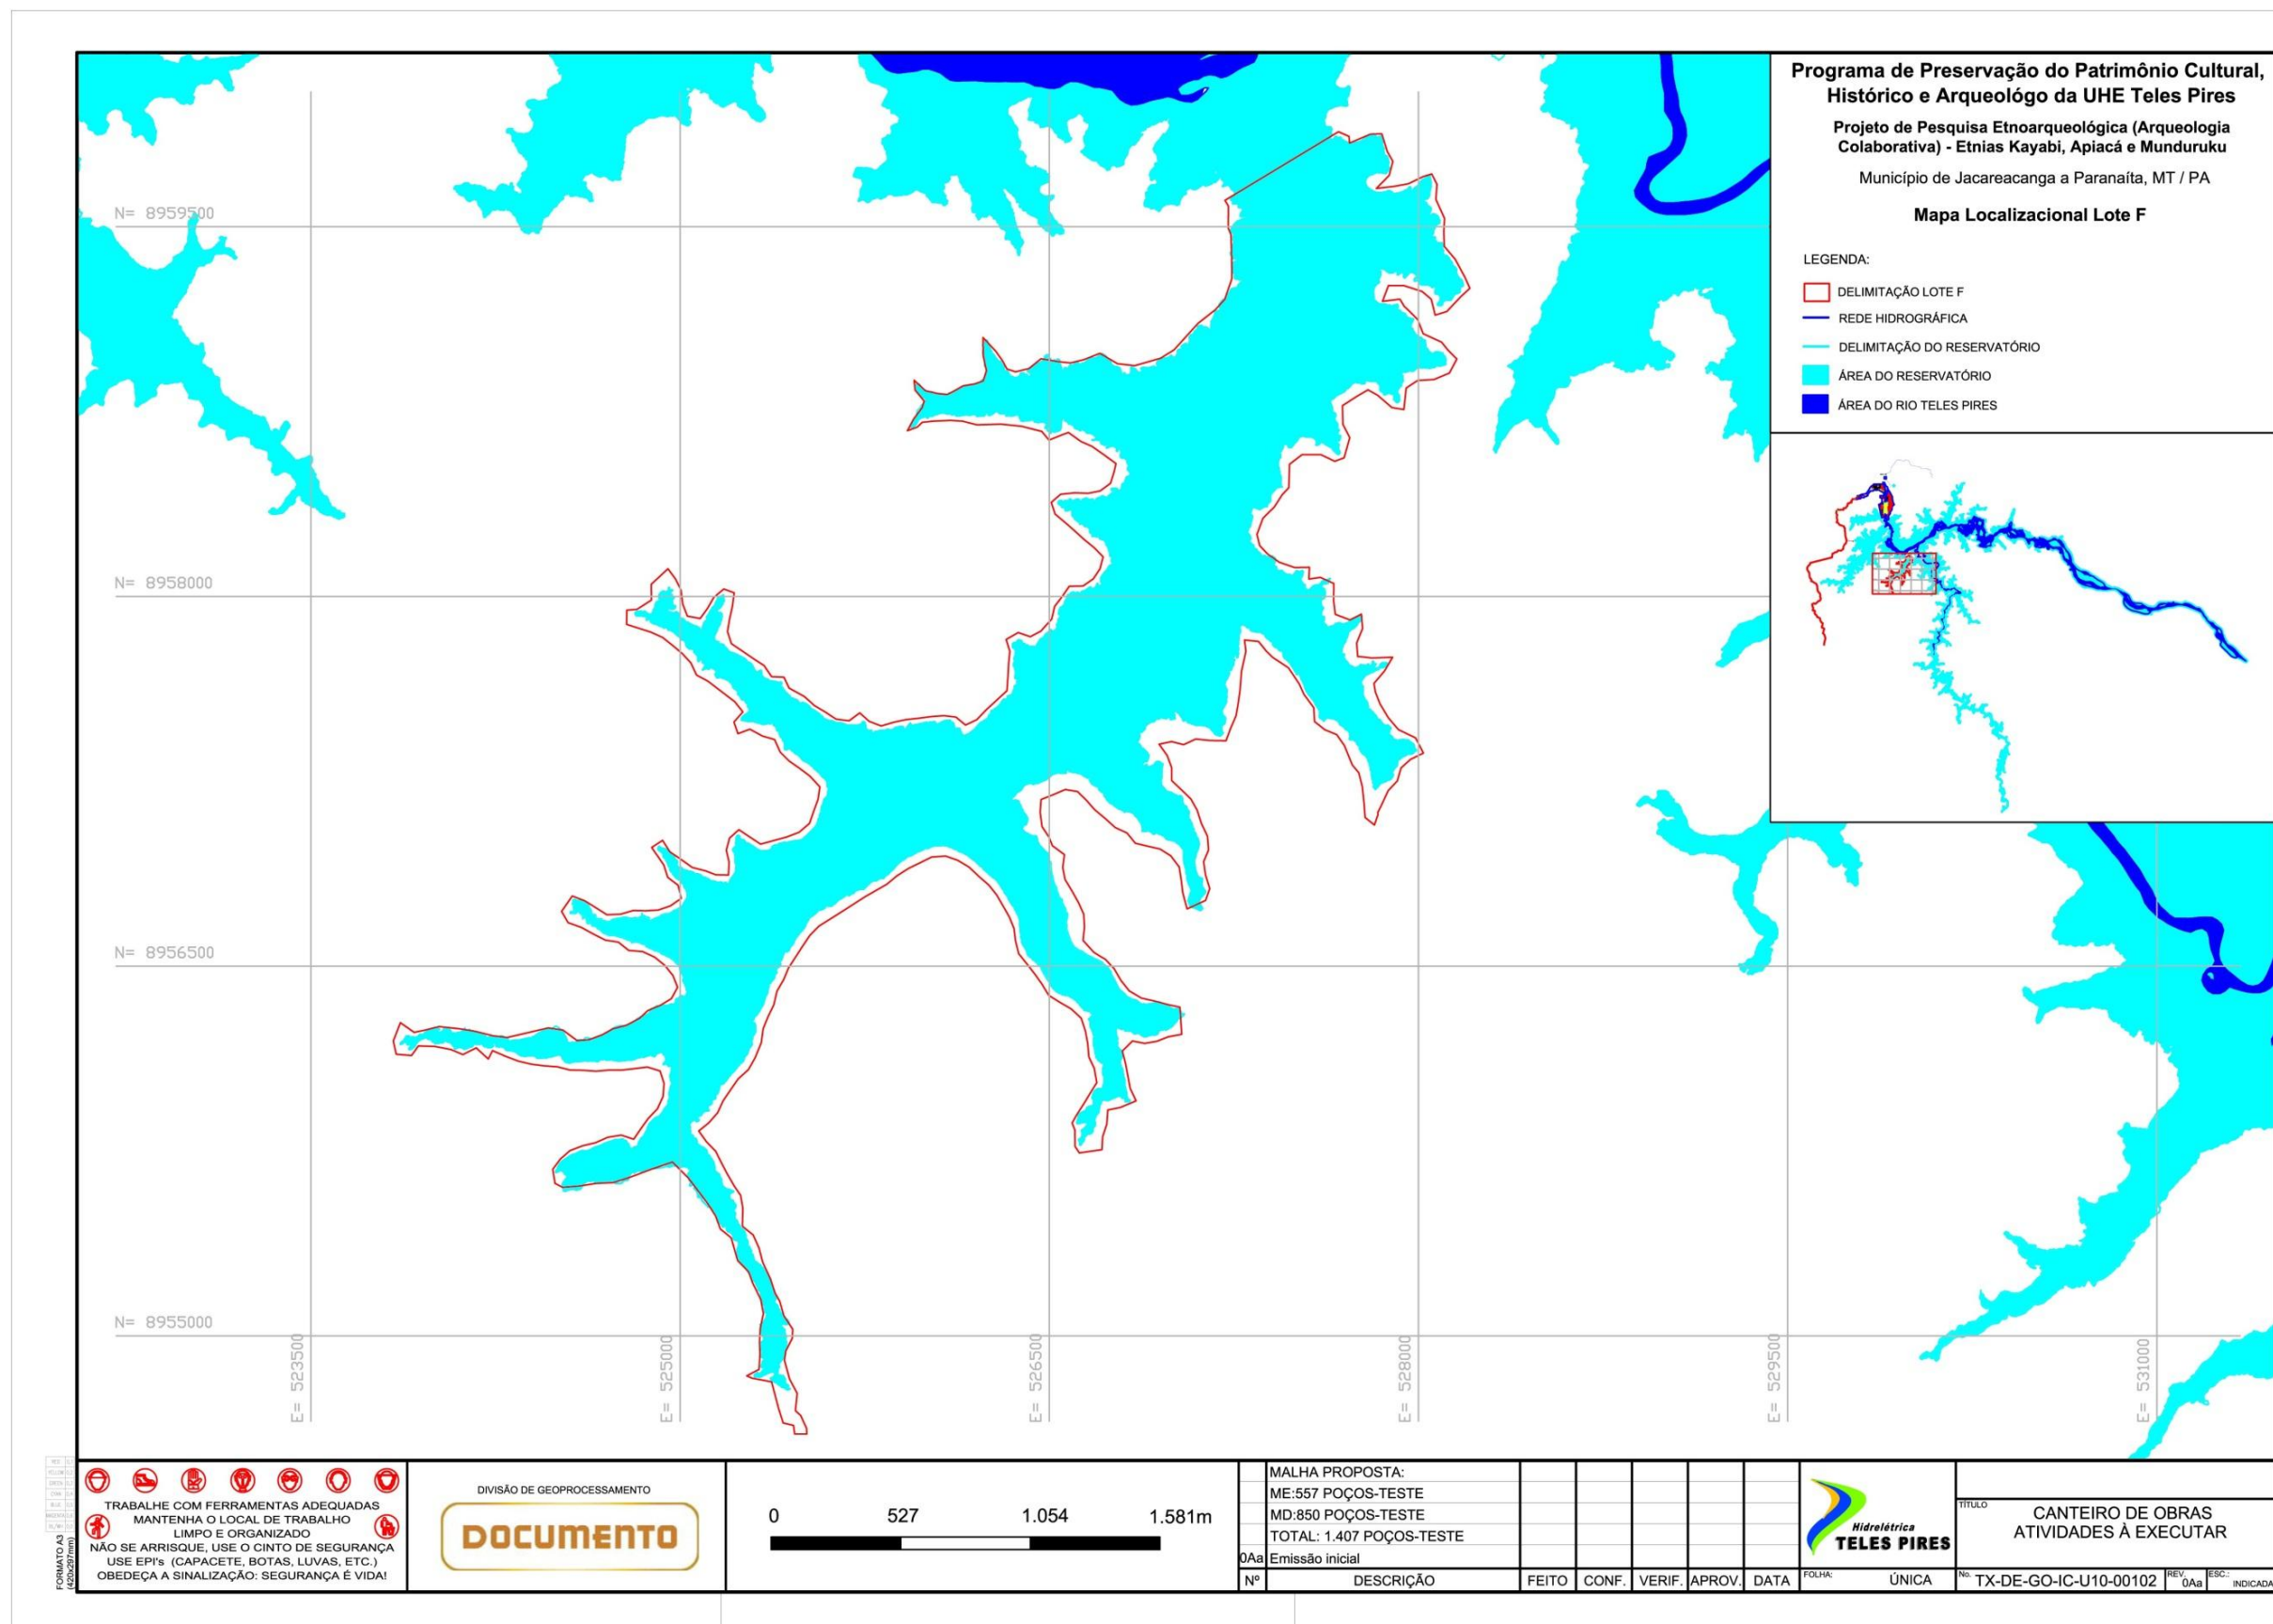 Programa de Preservação do Patrimônio Cultural,
Histórico e Arqueológo da UHE Teles Pires
Projeto de Pesquisa Etnoarqueológica (Arqueologia
Colaborativa) - Etnias Kayabi, Apiacá e Munduruku
Município de Jacareacanga a Paranaíta, MT / PA
Mapa Localizacional Lote F
LEGENDA:
DELIMITAÇÃO LOTE F
REDE HIDROGRÁFICA
DELIMITAÇÃO DO RESERVATÓRIO
ÁREA DO RESERVATÓRIO
ÁREA DO RIO TELES PIRES
N= 8959500
N= 8958000
N= 8956500
N= 8955000
E= 523500
E= 525000
E= 526500
E= 528000
E= 529500
E= 531000
FORMATO A3
(420x297mm)
TRABALHE COM FERRAMENTAS ADEQUADAS
MANTENHA O LOCAL DE TRABALHO
LIMPO E ORGANIZADO
NÃO SE ARRISQUE, USE O CINTO DE SEGURANÇA
USE EPI's (CAPACETE, BOTAS, LUVAS, ETC.)
OBEDEÇA A SINALIZAÇÃO: SEGURANÇA É VIDA!
DIVISÃO DE GEOPROCESSAMENTO
DOCUMENTO
0 527 1.054 1.581m
MALHA PROPOSTA:
ME:557 POÇOS-TESTE
MD:850 POÇOS-TESTE
TOTAL: 1.407 POÇOS-TESTE
0Aa Emissão inicial
Nº DESCRIÇÃO FEITO CONF. VERIF. APROV. DATA
Hidrelétrica
TELES PIRES
FOLHA: ÚNICA
TÍTULO
CANTEIRO DE OBRAS
ATIVIDADES À EXECUTAR
No. TX-DE-GO-IC-U10-00102
REV. 0Aa
ESC.: INDICADA